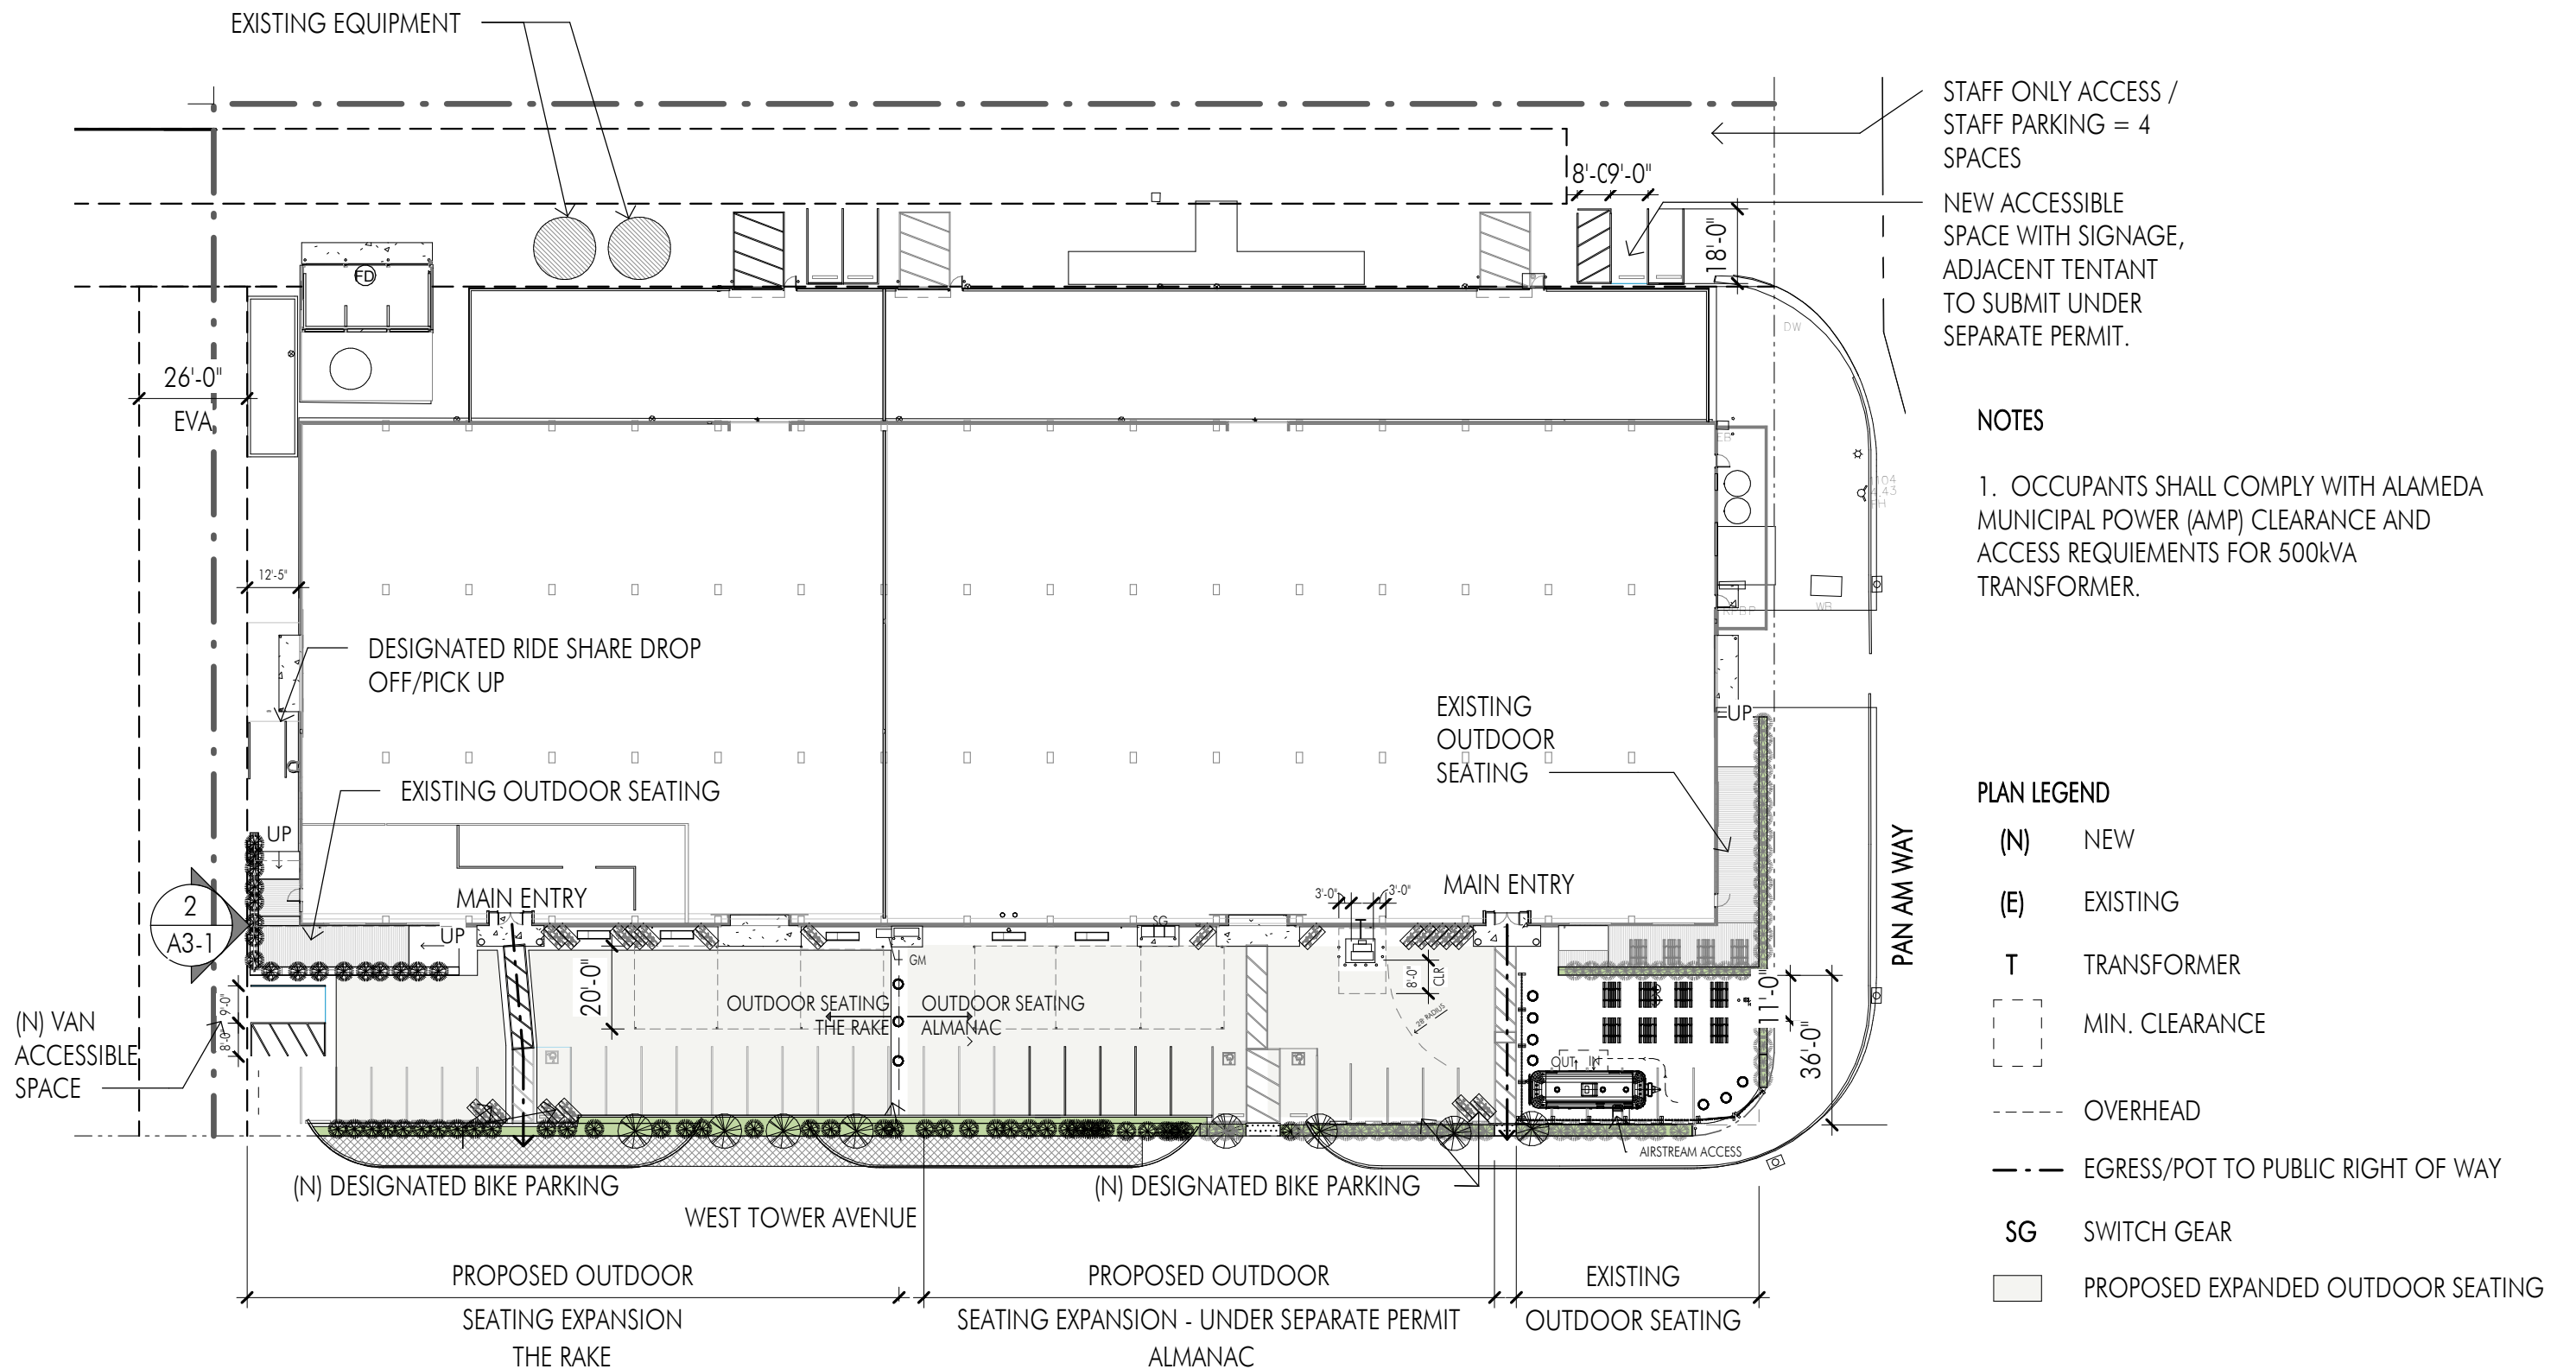 EXISTING EQUIPMENT
STAFF ONLY ACCESS /
STAFF PARKING = 4
SPACES
8'-0
9'-0"
18'-0"
NEW ACCESSIBLE
SPACE WITH SIGNAGE,
ADJACENT TENTANT
TO SUBMIT UNDER
SEPARATE PERMIT.
FD
DW
26'-0"
EVA
EB
NOTES
1. OCCUPANTS SHALL COMPLY WITH ALAMEDA
MUNICIPAL POWER (AMP) CLEARANCE AND
ACCESS REQUIEMENTS FOR 500kVA
TRANSFORMER.
12'-5"
WB
DESIGNATED RIDE SHARE DROP
OFF/PICK UP
EXISTING
OUTDOOR
SEATING
UP
EXISTING OUTDOOR SEATING
UP
MAIN ENTRY
MAIN ENTRY
3'-0"
3'-0"
PAN AM WAY
2
A3-1
UP
SG
T
GM
20'-0"
8'-0"
CLR
28' RADIUS
OUTDOOR SEATING
THE RAKE
OUTDOOR SEATING
ALMANAC
11'-0"
36'-0"
9'-0"
8'-0"
(N) VAN
ACCESSIBLE
SPACE
OUT
IN
AIRSTREAM ACCESS
(N) DESIGNATED BIKE PARKING
(N) DESIGNATED BIKE PARKING
WEST TOWER AVENUE
PROPOSED OUTDOOR
SEATING EXPANSION
THE RAKE
PROPOSED OUTDOOR
SEATING EXPANSION - UNDER SEPARATE PERMIT
ALMANAC
EXISTING
OUTDOOR SEATING
PLAN LEGEND
(N) NEW
(E) EXISTING
T TRANSFORMER
MIN. CLEARANCE
OVERHEAD
EGRESS/POT TO PUBLIC RIGHT OF WAY
SG SWITCH GEAR
PROPOSED EXPANDED OUTDOOR SEATING